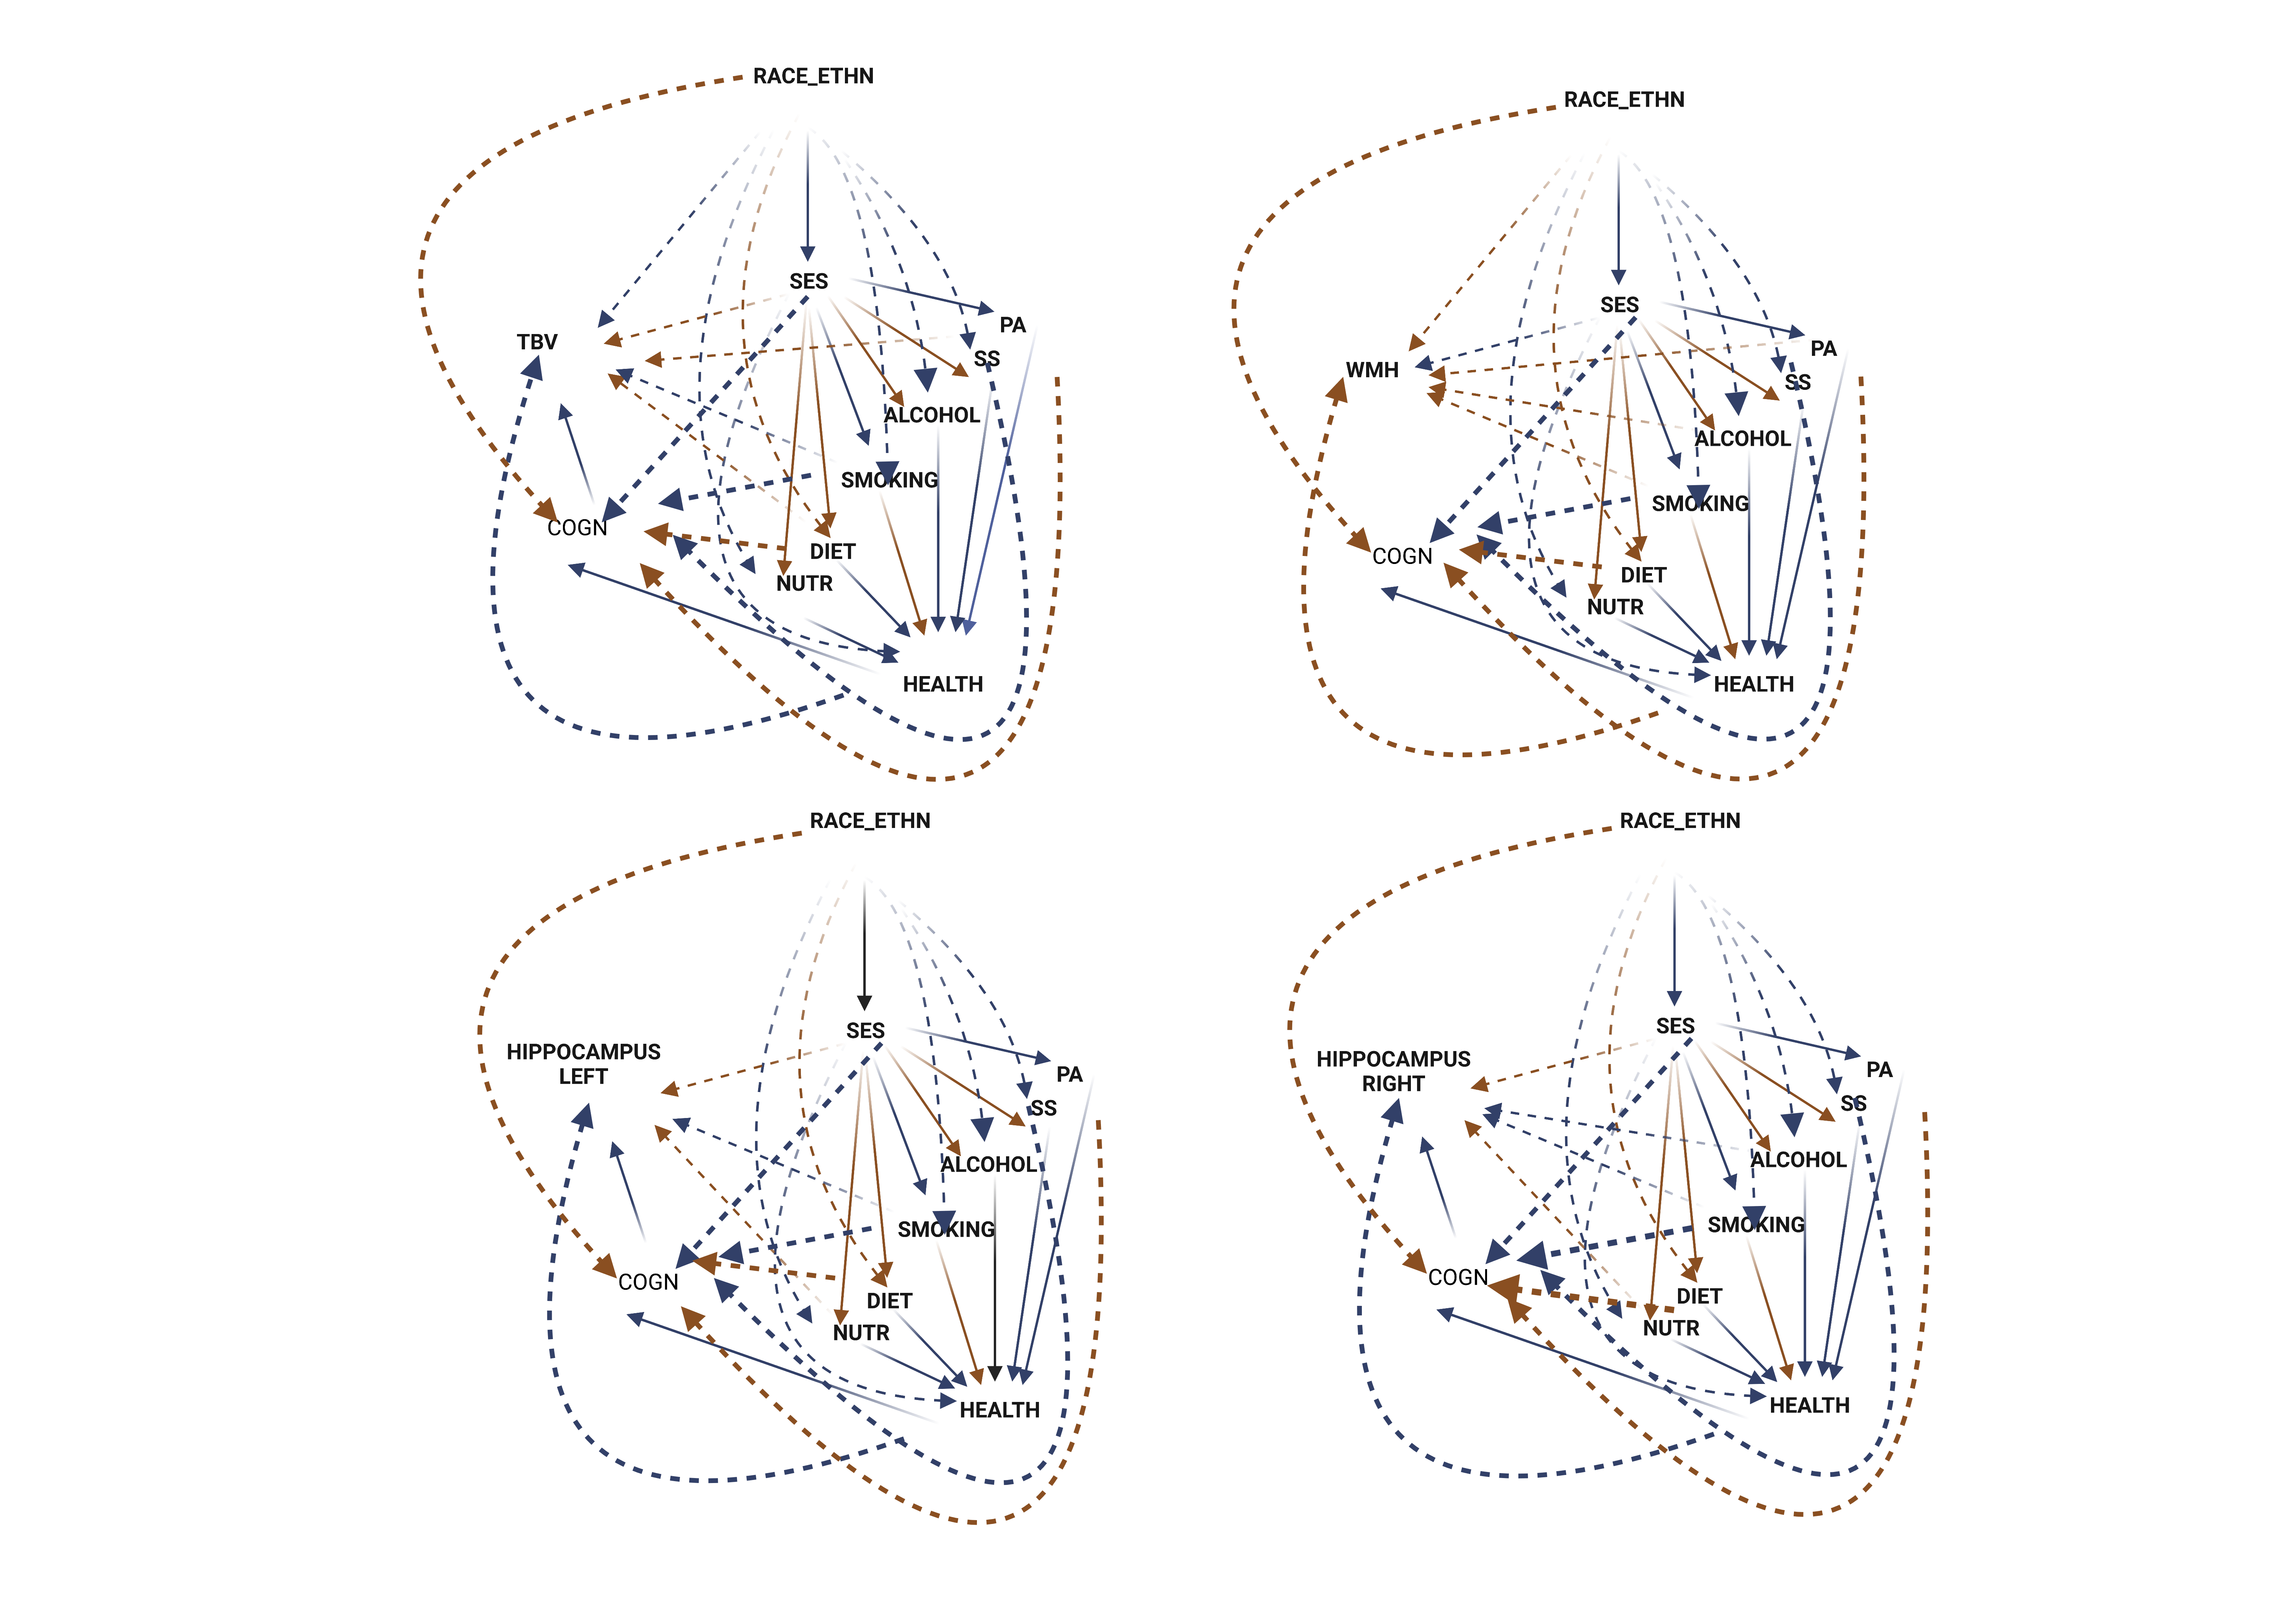 RACE_ETHN
SES
PA
TBV
SS
ALCOHOL
SMOKING
COGN
DIET
NUTR
HEALTH
RACE_ETHN
SES
PA
WMH
SS
ALCOHOL
SMOKING
COGN
DIET
NUTR
HEALTH
RACE_ETHN
SES
HIPPOCAMPUS
LEFT
PA
SS
ALCOHOL
SMOKING
COGN
DIET
NUTR
HEALTH
RACE_ETHN
SES
HIPPOCAMPUS
RIGHT
PA
SS
ALCOHOL
SMOKING
COGN
DIET
NUTR
HEALTH